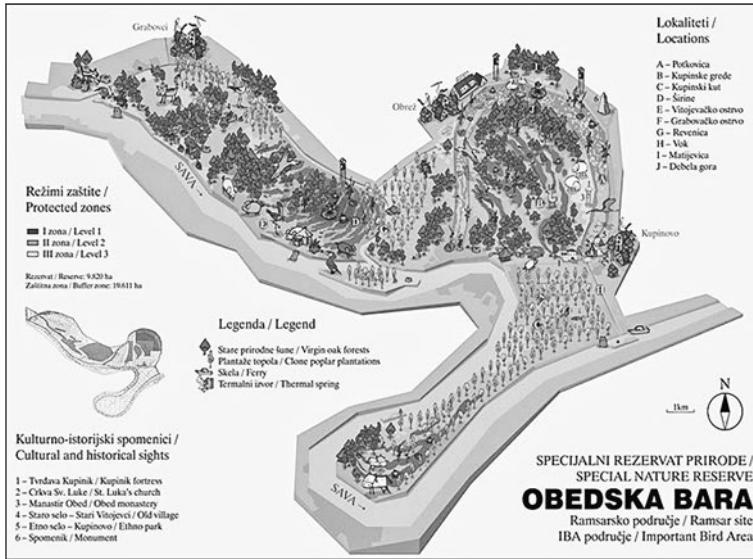 Grabovci
Lokaliteti /
Locations
A – Potkovica
B – Kupinske grede
C – Kupinski kut
D – Širine
E – Vitojevačko ostrvo
F – Grabovačko ostrvo
G – Revenica
H – Vok
I – Matijevica
J – Debela gora
Obrež
SAVA
Režimi zaštite /
Protected zones
I zona / Level 1
II zona / Level 2
III zona / Level 3
Rezervat / Reserve: 9.820 ha
Zaštitna zona / Buffer zone: 19.611 ha
Kupinovo
Legenda / Legend
Stare prirodne šume / Virgin oak forests
Plantaže topola / Clone poplar plantations
Skela / Ferry
Termalni izvor / Thermal spring
N
1km
Kulturno-istorijski spomenici /
Cultural and historical sights
1 – Tvrđava Kupinik / Kupinik fortress
2 – Crkva Sv. Luke / St. Luka's church
3 – Manastir Obed / Obed monastery
4 – Staro selo – Stari Vitojevci / Old village
5 – Etno selo – Kupinovo / Ethno park
6 – Spomenik / Monument
SAVA
SPECIJALNI REZERVAT PRIRODE /
SPECIAL NATURE RESERVE
OBEDSKA BARA
Ramsarsko područje / Ramsar site
IBA područje / Important Bird Area